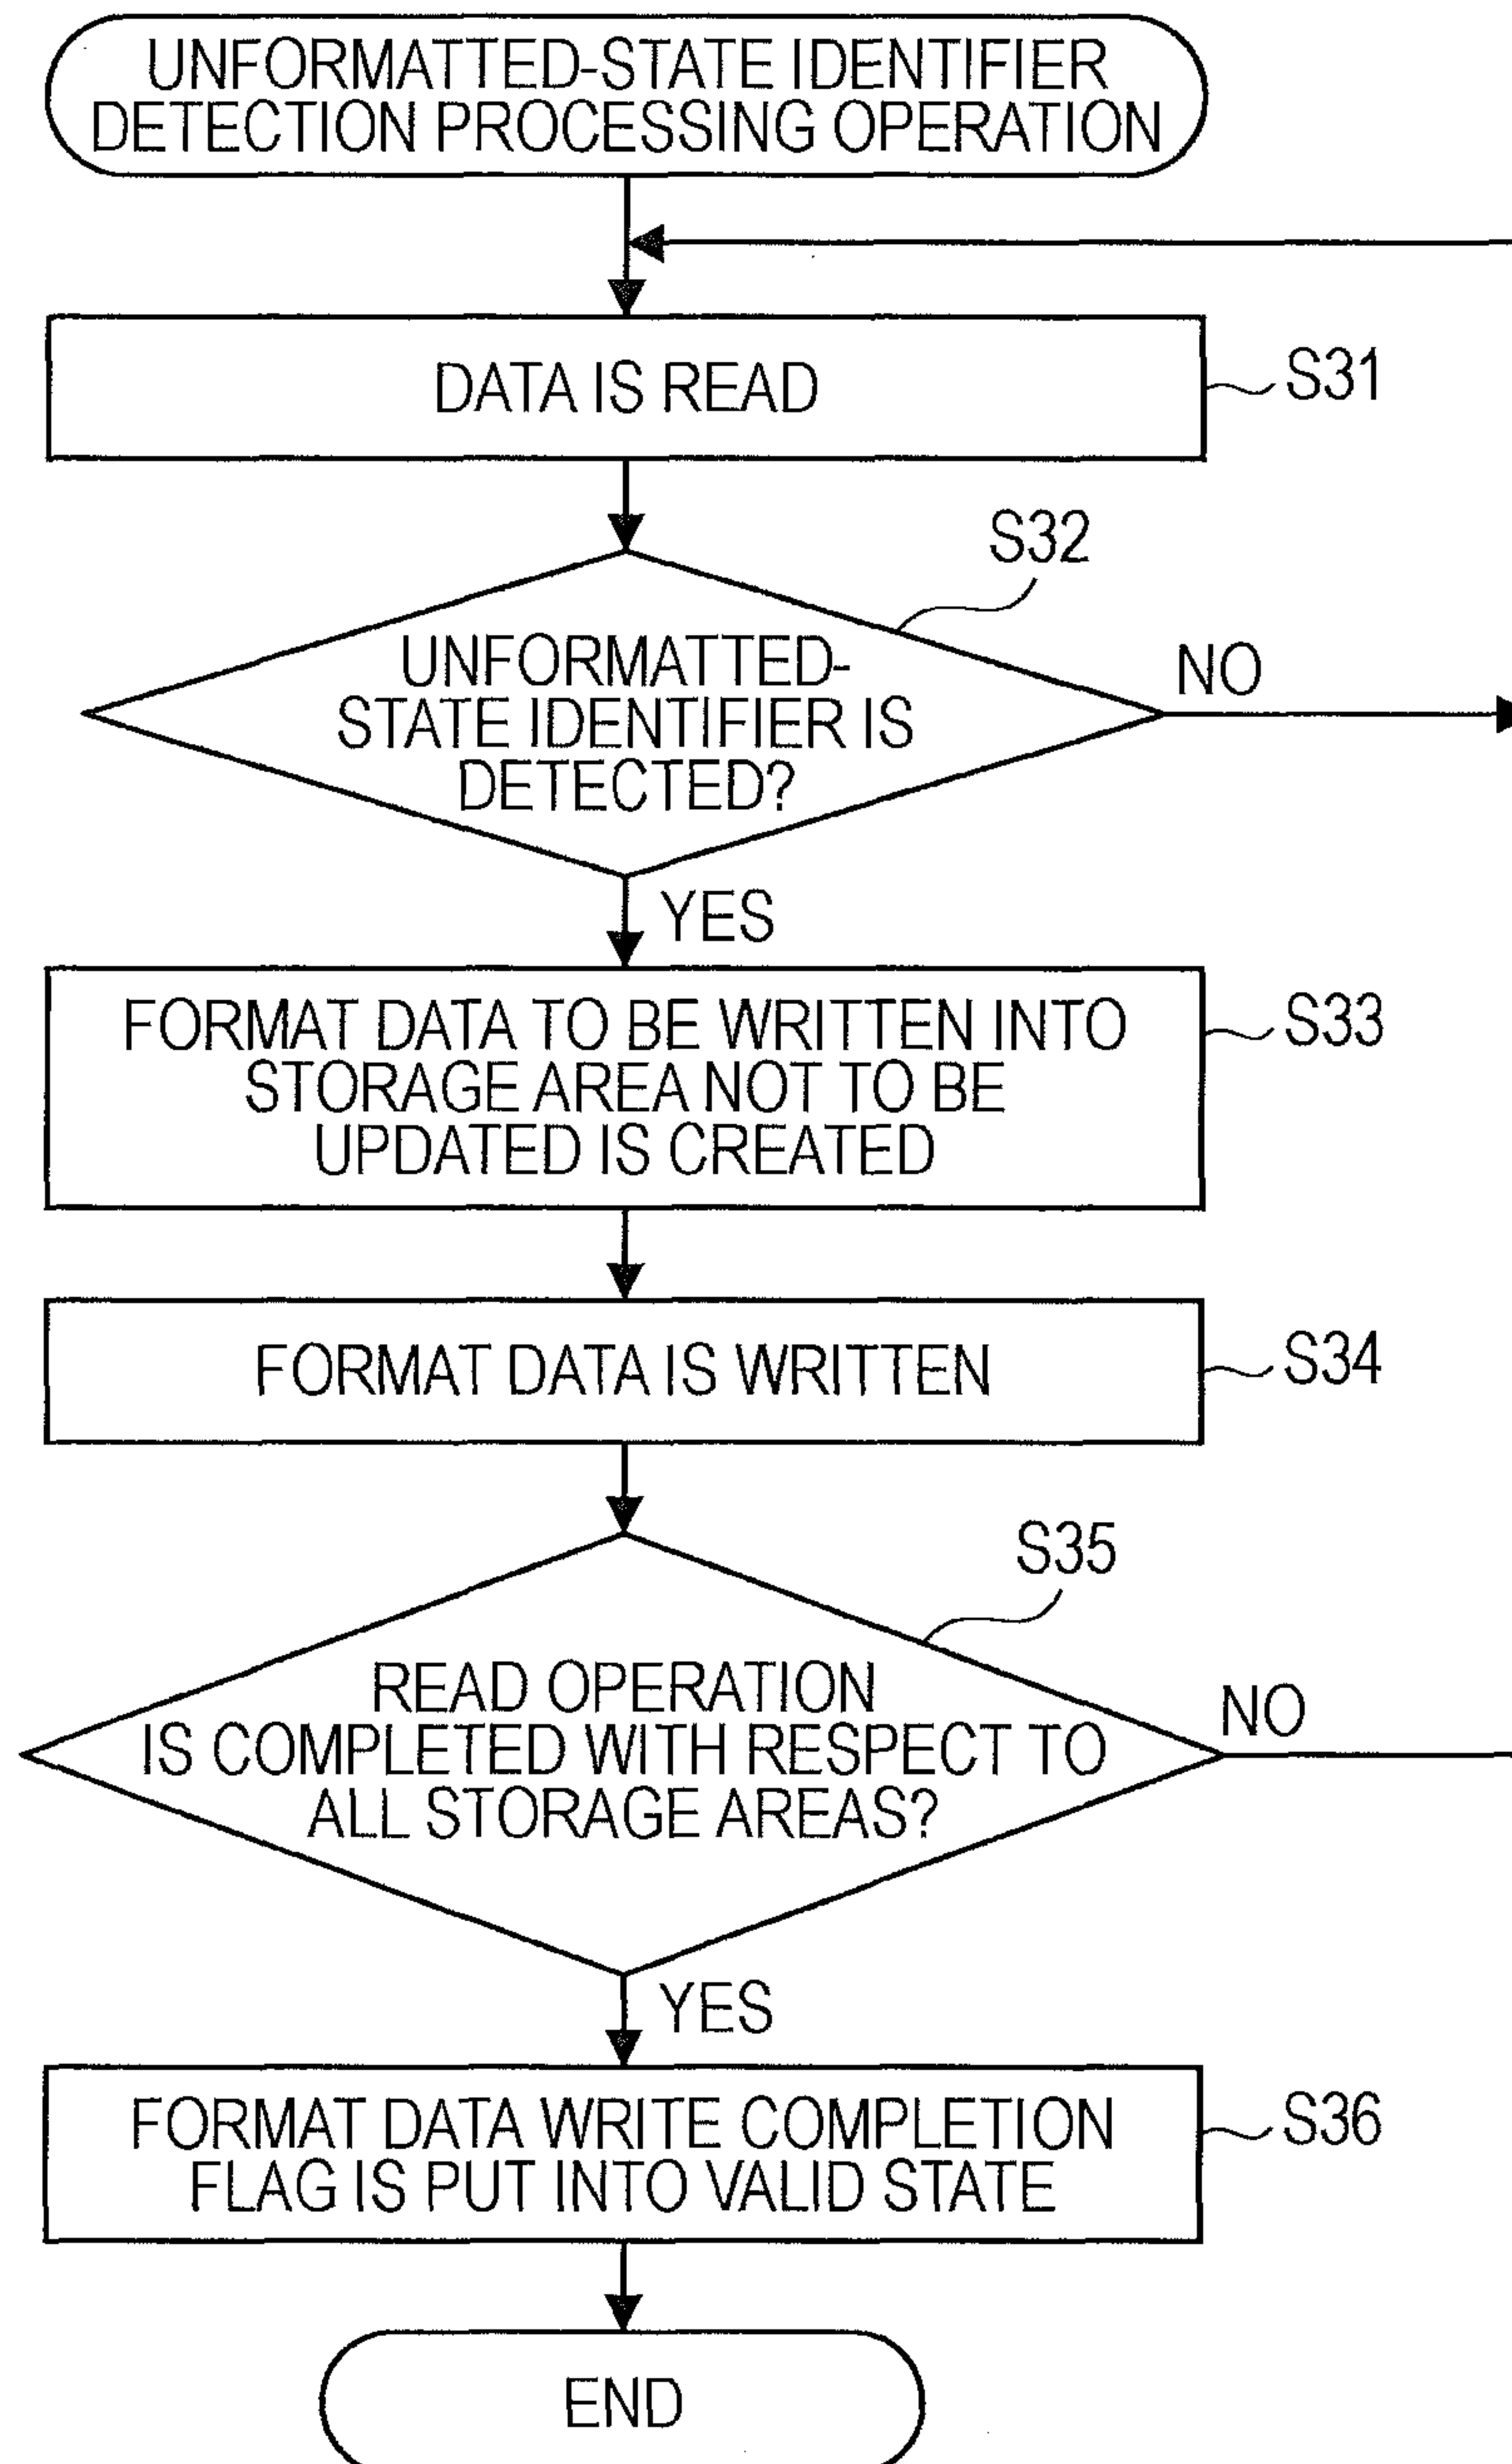 UNFORMATTED-STATE IDENTIFIER
DETECTION PROCESSING OPERATION
DATA IS READ
S31
S32
UNFORMATTED-
STATE IDENTIFIER IS
DETECTED?
NO
YES
FORMAT DATA TO BE WRITTEN INTO
STORAGE AREA NOT TO BE
UPDATED IS CREATED
S33
FORMAT DATA IS WRITTEN
S34
S35
READ OPERATION
IS COMPLETED WITH RESPECT TO
ALL STORAGE AREAS?
NO
YES
FORMAT DATA WRITE COMPLETION
FLAG IS PUT INTO VALID STATE
S36
END